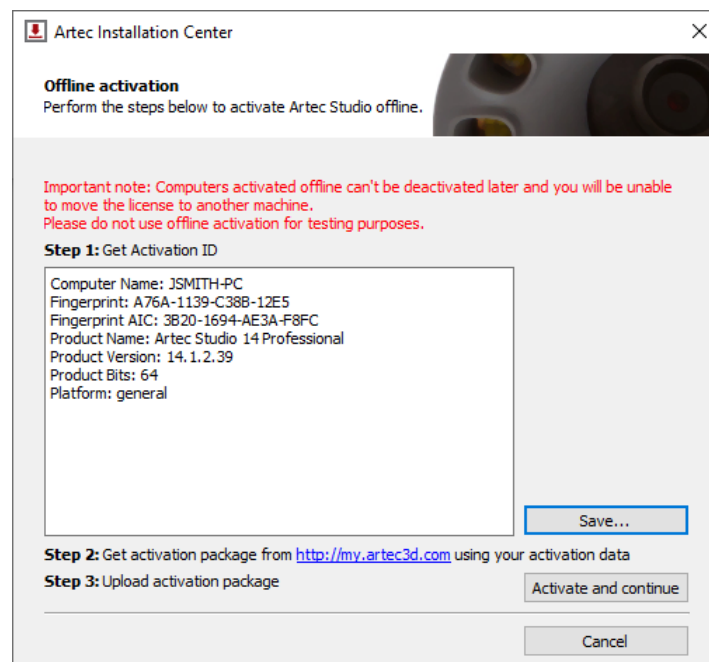 Artec Installation Center
Offline activation
Perform the steps below to activate Artec Studio offline.
Important note: Computers activated offline can't be deactivated later and you will be unable
to move the license to another machine.
Please do not use offline activation for testing purposes.
Step 1: Get Activation ID
Computer Name: JSMITH-PC
Fingerprint: A76A-1139-C38B-12E5
Fingerprint AIC: 3B20-1694-AE3A-F8FC
Product Name: Artec Studio 14 Professional
Product Version: 14.1.2.39
Product Bits: 64
Platform: general
Save...
Step 2: Get activation package from http://my.artec3d.com using your activation data
Step 3: Upload activation package
Activate and continue
Cancel